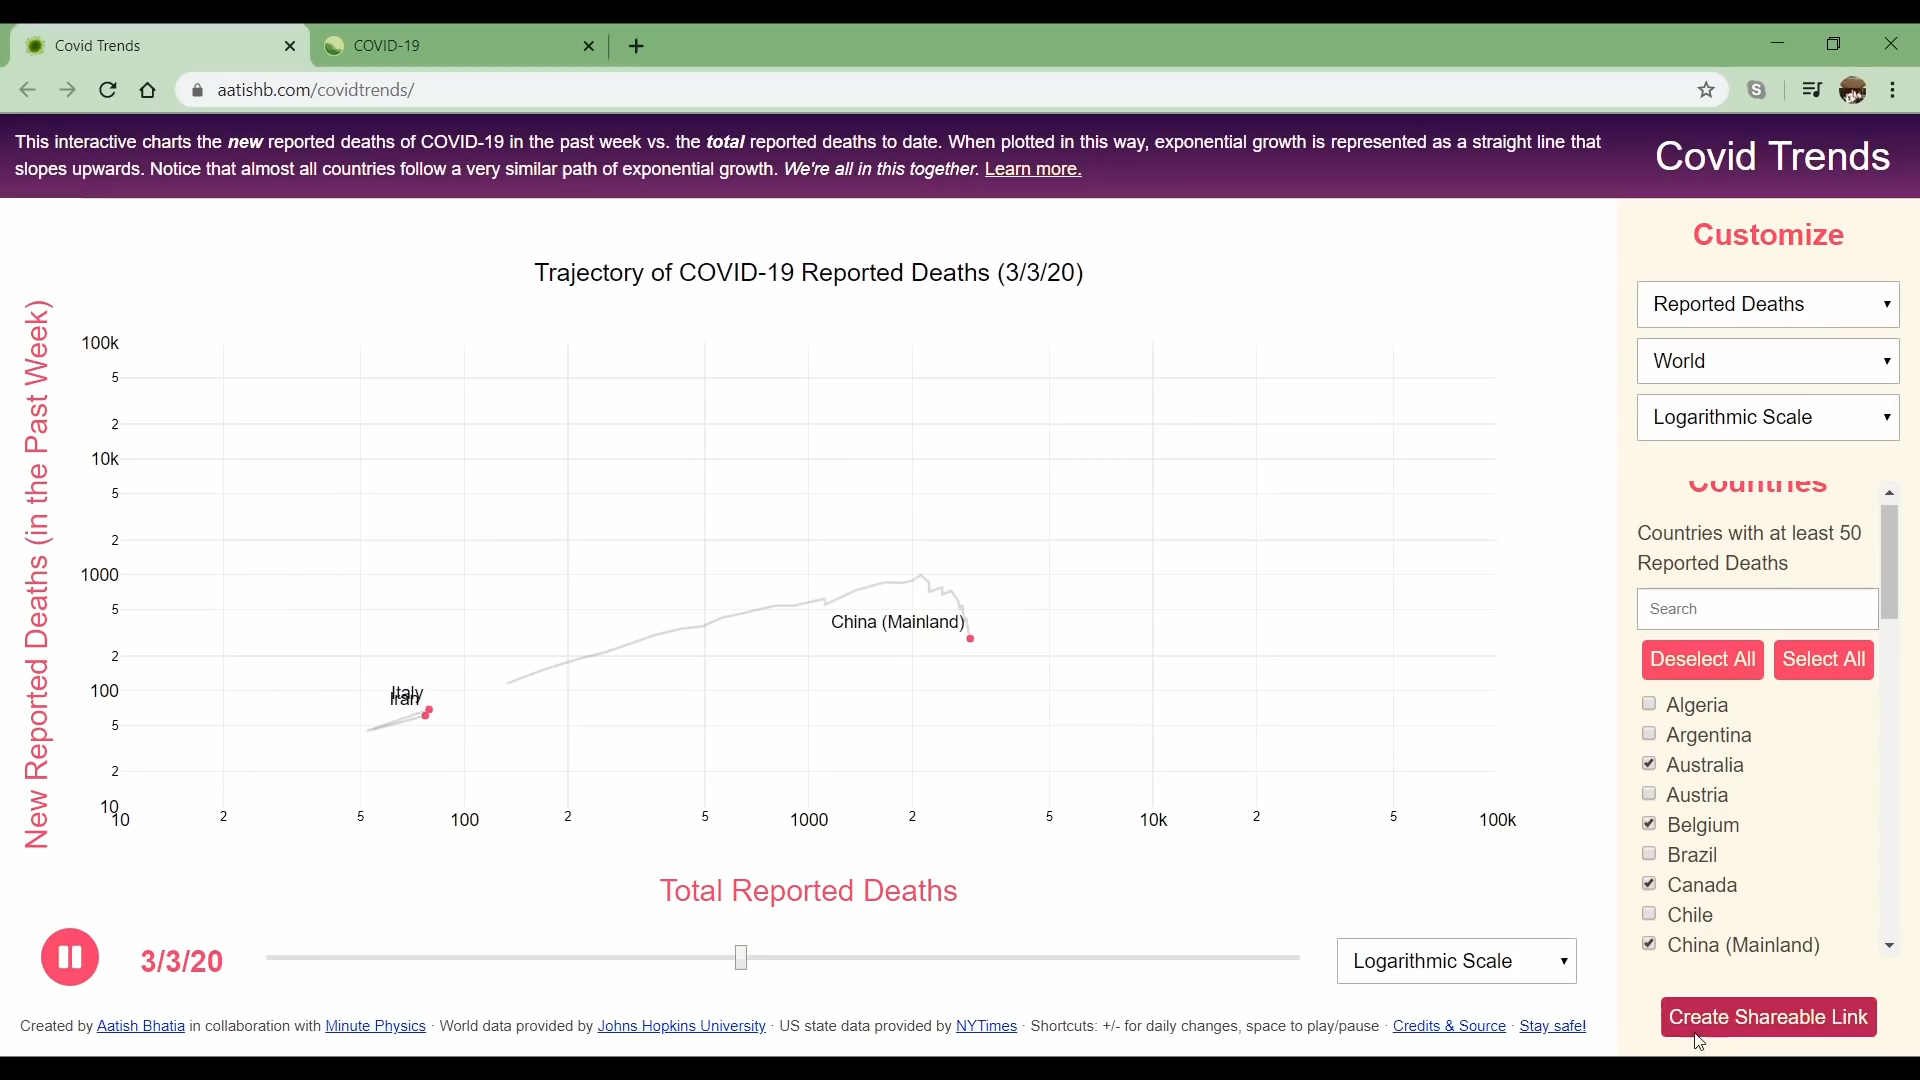 Covid Trends
COVID-19
aatishb.com/covidtrends/
S
This interactive charts the new reported deaths of COVID-19 in the past week vs. the total reported deaths to date. When plotted in this way, exponential growth is represented as a straight line that
slopes upwards. Notice that almost all countries follow a very similar path of exponential growth. We're all in this together. Learn more.
Covid Trends
Trajectory of COVID-19 Reported Deaths (3/3/20)
New Reported Deaths (in the Past Week)
100k
5
2
10k
5
2
1000
5
2
100
5
2
10
China (Mainland)
Italy
Iran
10
2
5
100
2
5
1000
2
5
10k
2
5
100k
Total Reported Deaths
3/3/20
Logarithmic Scale
Customize
Reported Deaths
World
Logarithmic Scale
Countries
Countries with at least 50
Reported Deaths
Search
Deselect All
Select All
Algeria
Argentina
Australia
Austria
Belgium
Brazil
Canada
Chile
China (Mainland)
Create Shareable Link
Created by Aatish Bhatia in collaboration with Minute Physics · World data provided by Johns Hopkins University · US state data provided by NYTimes · Shortcuts: +/- for daily changes, space to play/pause · Credits & Source · Stay safe!